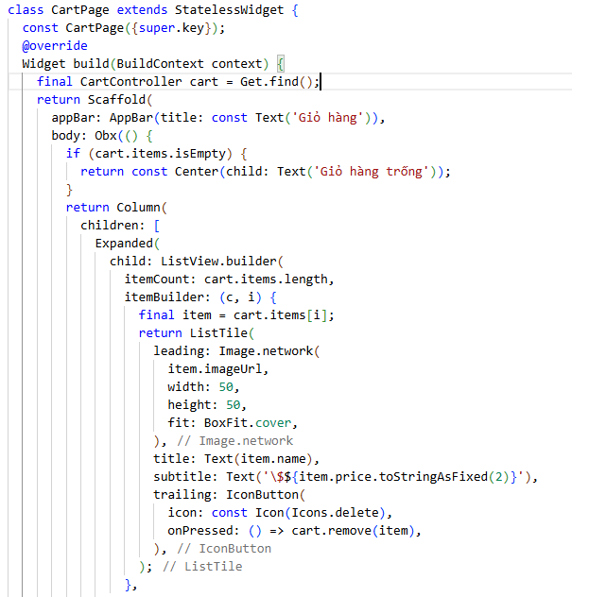 class CartPage extends StatelessWidget {
const CartPage({super.key});
@override
Widget build(BuildContext context) {
final CartController cart = Get.find();
return Scaffold(
appBar: AppBar(title: const Text('Giỏ hàng')),
body: Obx(() {
if (cart.items.isEmpty) {
return const Center(child: Text('Giỏ hàng trống'));
}
return Column(
children: [
Expanded(
child: ListView.builder(
itemCount: cart.items.length,
itemBuilder: (c, i) {
final item = cart.items[i];
return ListTile(
leading: Image.network(
item.imageUrl,
width: 50,
height: 50,
fit: BoxFit.cover,
), // Image.network
title: Text(item.name),
subtitle: Text('\$${item.price.toStringAsFixed(2)}'),
trailing: IconButton(
icon: const Icon(Icons.delete),
onPressed: () => cart.remove(item),
), // IconButton
); // ListTile
},